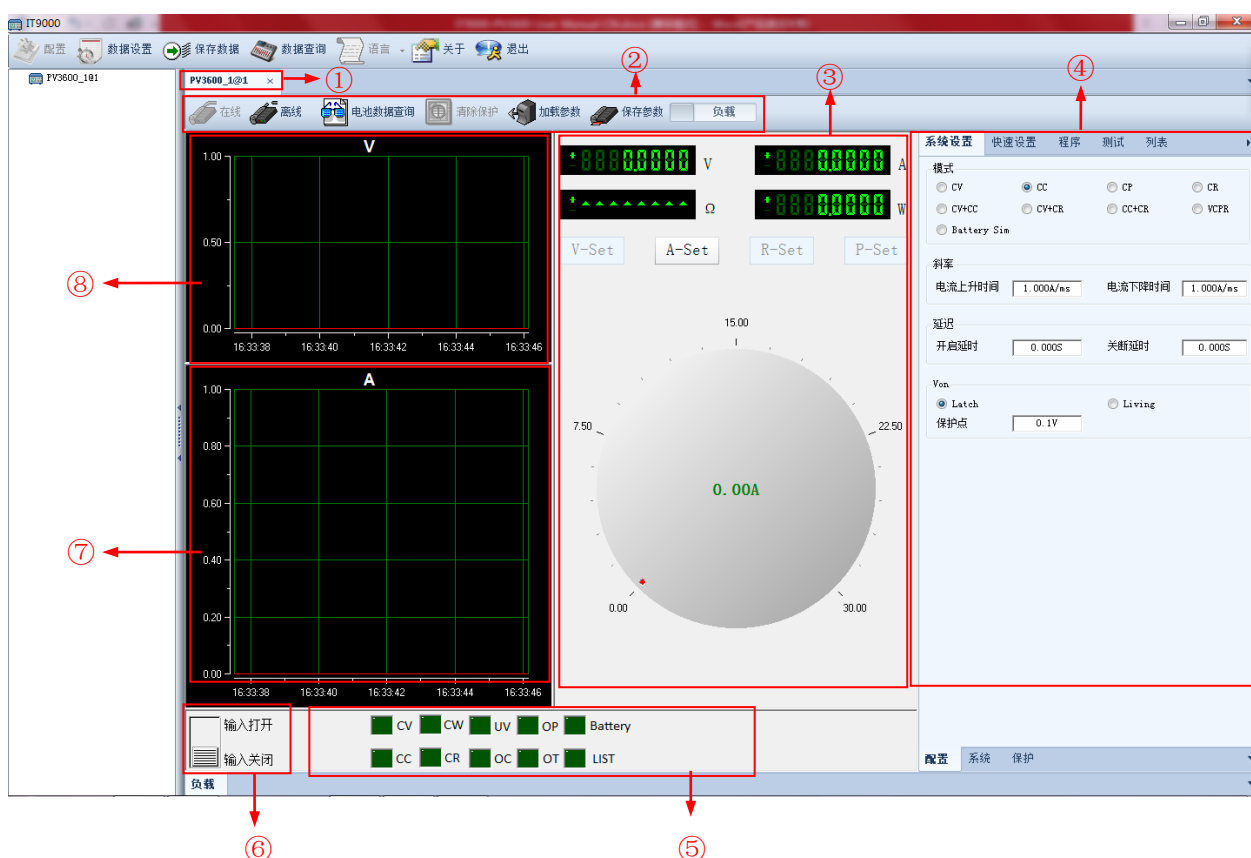 IT9000
配置 数据设置 保存数据 数据查询 语言 关于 退出
PV3600_1@1
PV3600_1@1 × ①
② ③ ④
在线 离线 电池数据查询 清除保护 加载参数 保存参数 负载
V
1.00
0.50
0.00
16:33:38 16:33:40 16:33:42 16:33:44 16:33:46
⑧
A
1.00
0.80
0.60
0.40
0.20
0.00
16:33:38 16:33:40 16:33:42 16:33:44 16:33:46
⑦
0.0000 V
0.0000 A
Ω
0.0000 W
V-Set A-Set R-Set P-Set
15.00
7.50 22.50
0.00A
0.00 30.00
系统设置 快速设置 程序 测试 列表
模式
CV CC CP CR
CV+CC CV+CR CC+CR VCPR
Battery Sim
斜率
电流上升时间 1.000A/ms 电流下降时间 1.000A/ms
延迟
开启延时 0.000S 关断延时 0.000S
Von
Latch Living
保护点 0.1V
输入打开
输入关闭
CV CW UV OP Battery
CC CR OC OT LIST
配置 系统 保护
负载
⑥ ⑤